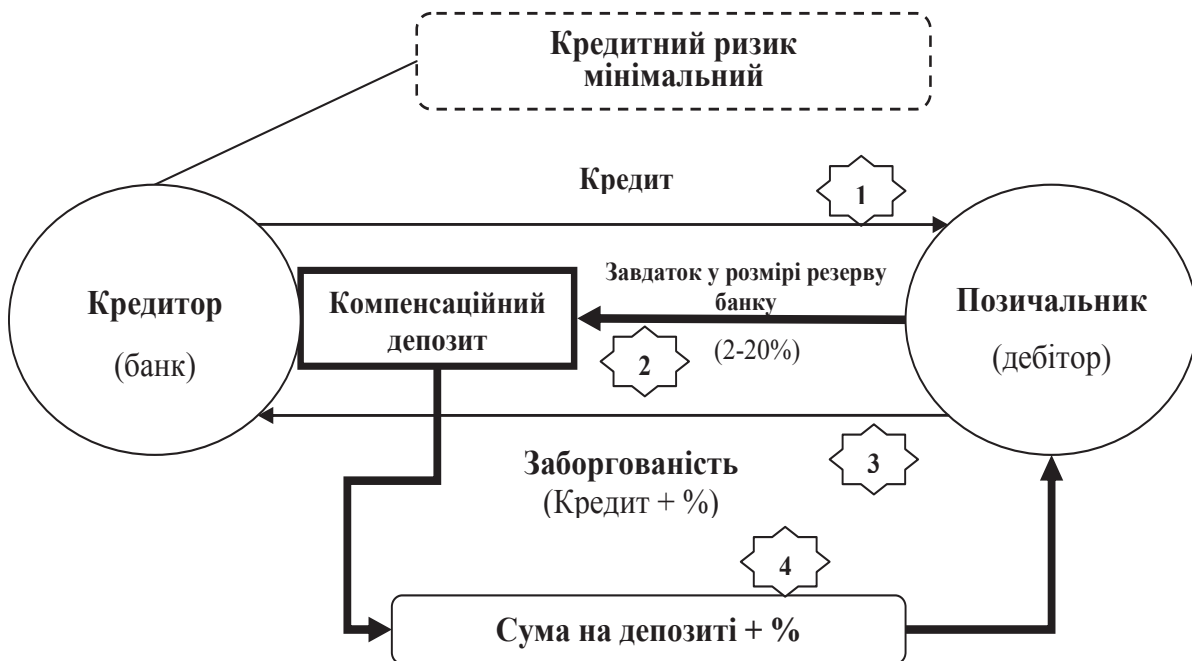 Кредитний ризик
мінімальний
Кредит
1
Кредитор
(банк)
Компенсаційний
депозит
Завдаток у розмірі резерву
банку
(2-20%)
2
Позичальник
(дебітор)
Заборгованість
(Кредит + %)
3
4
Сума на депозиті + %